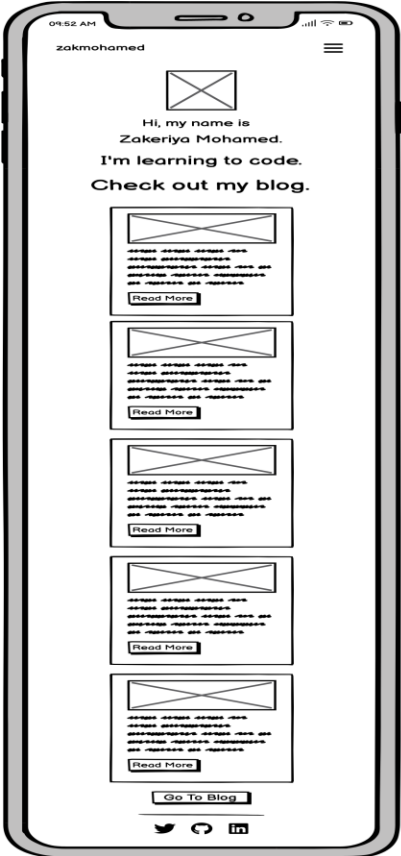 09:52 AM
zakmohamed
Hi, my name is
Zakeriya Mohamed.
I'm learning to code.
Check out my blog.
Read More
Read More
Read More
Read More
Read More
Go To Blog
in